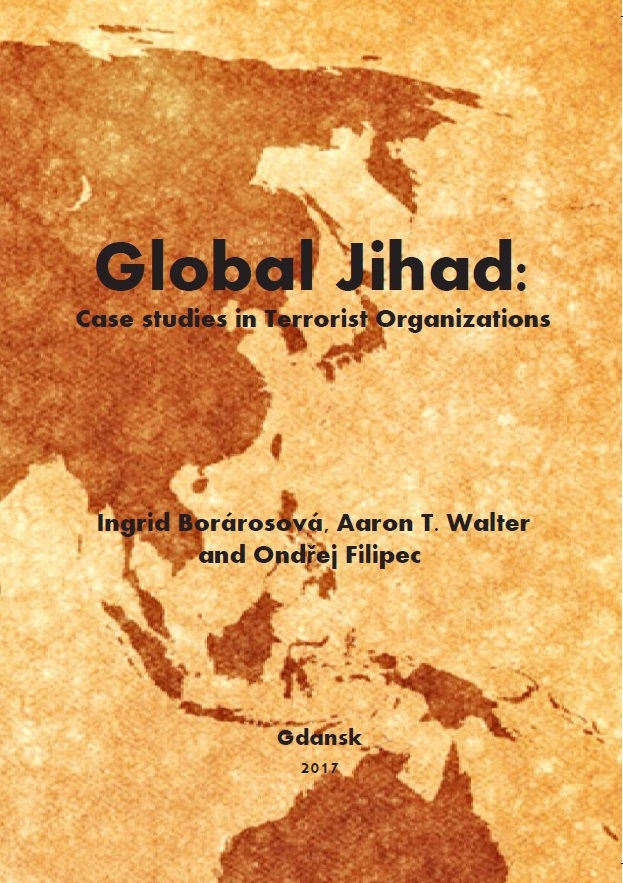 Global Jihad:
Case studies in Terrorist Organizations
Ingrid Borárosová, Aaron T. Walter
and Ondřej Filipec
Gdansk
2017